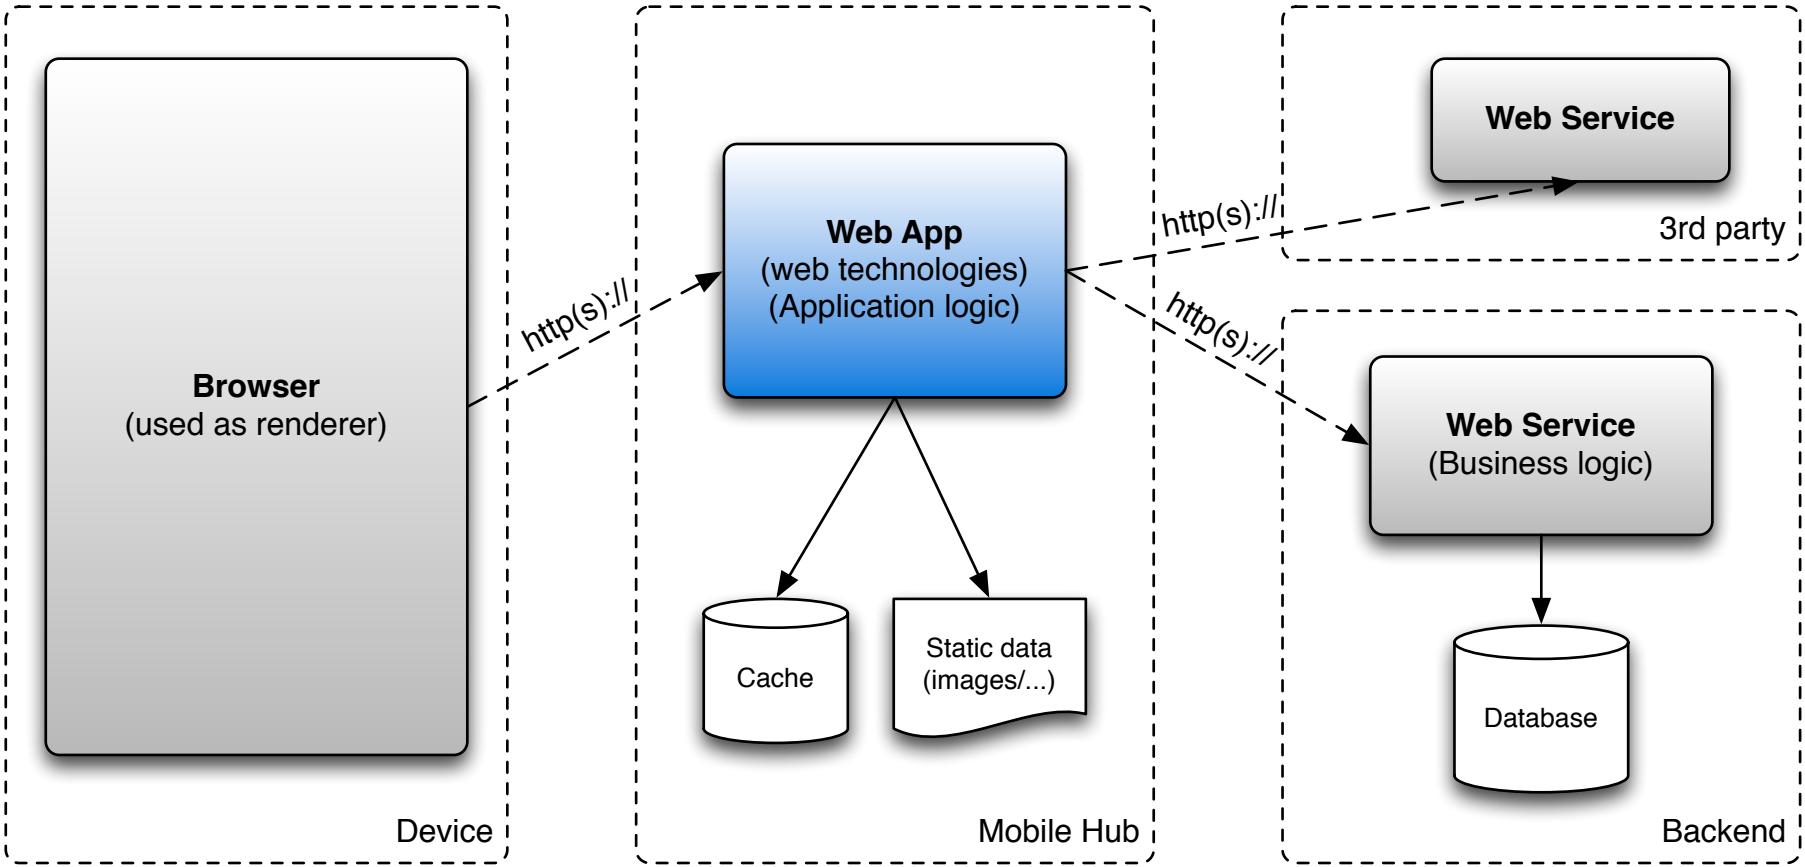 Browser
(used as renderer)
Device
http(s)://
Web App
(web technologies)
(Application logic)
Cache
Static data
(images/...)
Mobile Hub
http(s)://
http(s)://
Web Service
3rd party
Web Service
(Business logic)
Database
Backend